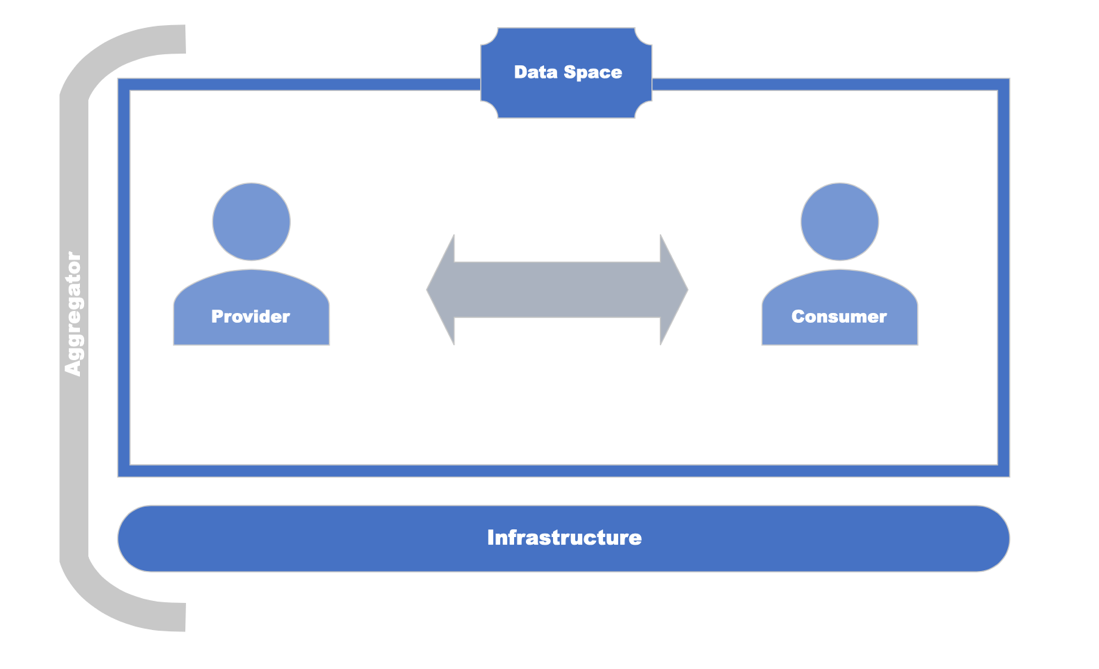 Data Space
Aggregator
Provider
Consumer
Infrastructure